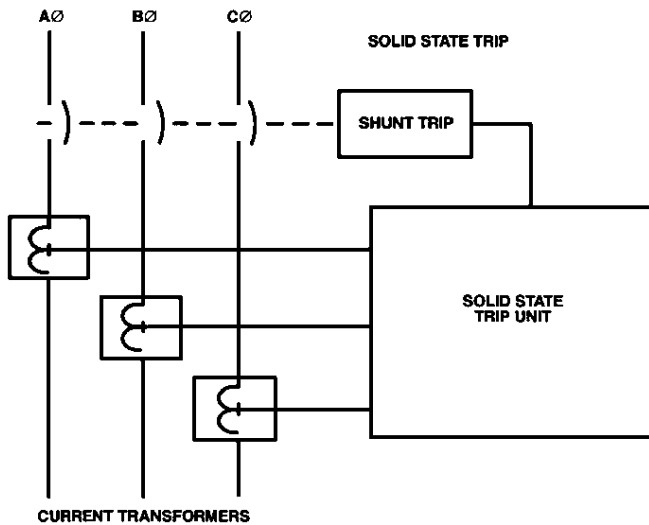 AØ BØ CØ
SOLID STATE TRIP
SHUNT TRIP
SOLID STATE
TRIP UNIT
CURRENT TRANSFORMERS